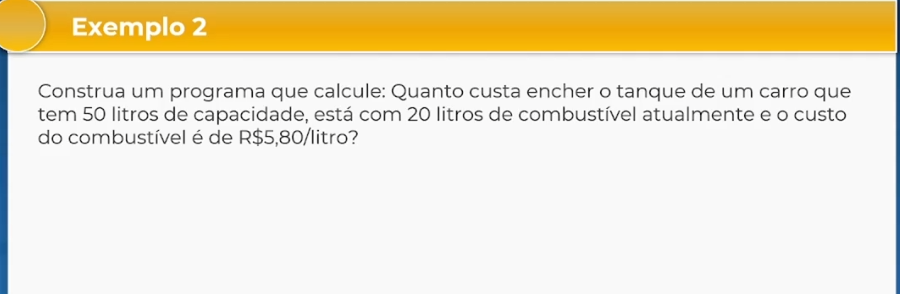 Exemplo 2
Construa um programa que calcule: Quanto custa encher o tanque de um carro que
tem 50 litros de capacidade, está com 20 litros de combustível atualmente e o custo
do combustível é de R$5,80/litro?